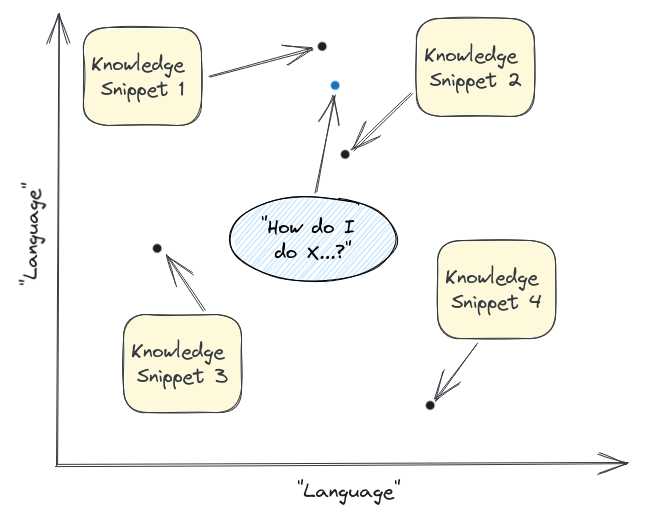 Knowledge
Snippet 1
Knowledge
Snippet 2
"How do I
do x...?"
"Language"
Knowledge
Snippet 4
Knowledge
Snippet 3
"Language"